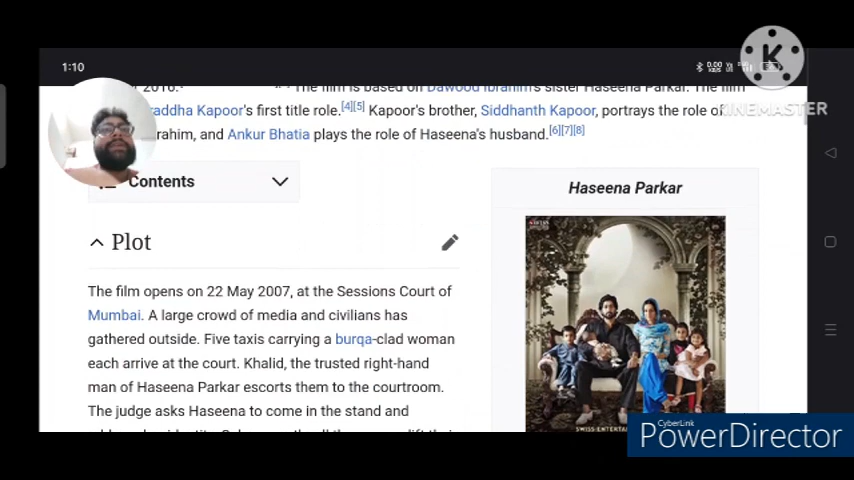 1:10
KINEMASTER
The film is based on Dawood Ibrahim's sister Haseena Parkar. The film
raddha Kapoor's first title role.[4][5] Kapoor's brother, Siddhanth Kapoor, portrays the role of
rahim, and Ankur Bhatia plays the role of Haseena's husband.[6][7][8]
Contents
Haseena Parkar
Plot
The film opens on 22 May 2007, at the Sessions Court of
Mumbai. A large crowd of media and civilians has
gathered outside. Five taxis carrying a burqa-clad woman
each arrive at the court. Khalid, the trusted right-hand
man of Haseena Parkar escorts them to the courtroom.
The judge asks Haseena to come in the stand and
CyberLink
PowerDirector